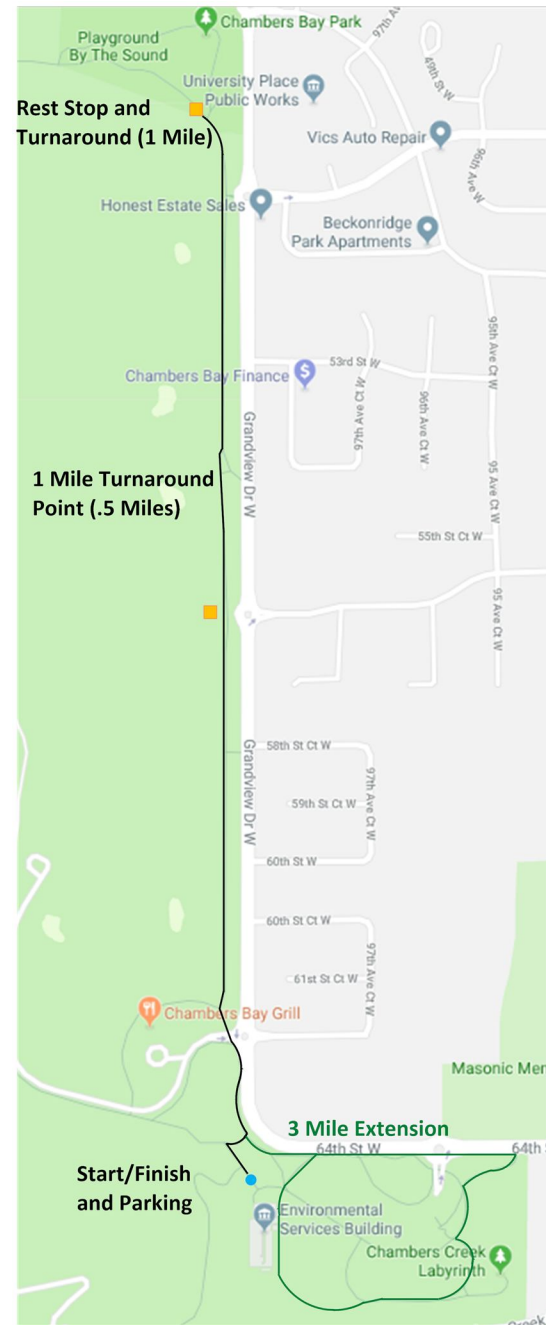 Chambers Bay Park
97th Av
Playground
By The Sound
49th St W
University Place
Public Works
Rest Stop and
Turnaround (1 Mile)
Vics Auto Repair
96th Ave W
Honest Estate Sales
Beckonridge
Park Apartments
95th Ave Ct W
53rd St W
Chambers Bay Finance
97th Ave Ct W
96th Ave Ct W
Grandview Dr W
1 Mile Turnaround
Point (.5 Miles)
95 Ave Ct W
55th St Ct W
95 Ave Ct W
58th St Ct W
Grandview Dr W
97th Ave Ct W
59th St Ct W
60th St W
60th St Ct W
97th Ave Ct W
61st St Ct W
Chambers Bay Grill
Masonic Mem
3 Mile Extension
64th St W
64th S
Start/Finish
and Parking
Environmental
Services Building
Chambers Creek
Labyrinth
Creek